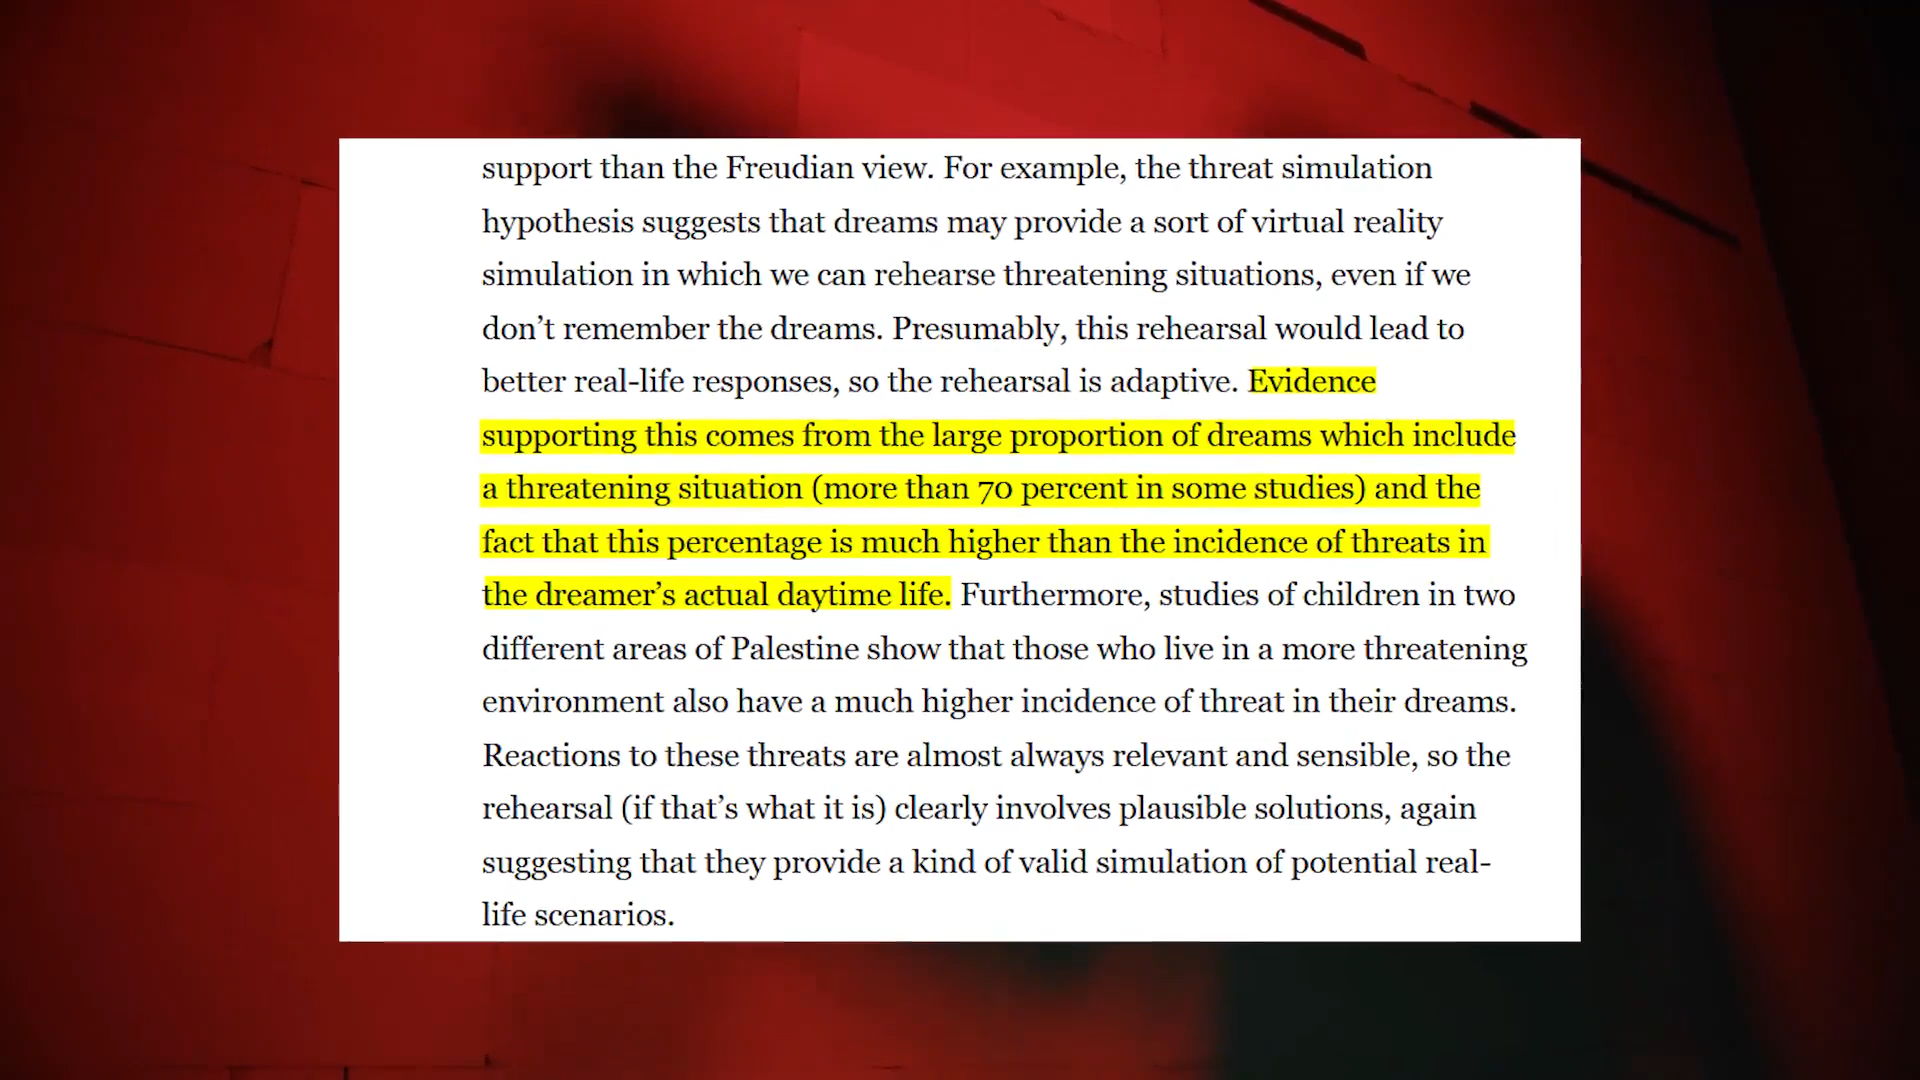 support than the Freudian view. For example, the threat simulation
hypothesis suggests that dreams may provide a sort of virtual reality
simulation in which we can rehearse threatening situations, even if we
don’t remember the dreams. Presumably, this rehearsal would lead to
better real-life responses, so the rehearsal is adaptive. Evidence
supporting this comes from the large proportion of dreams which include
a threatening situation (more than 70 percent in some studies) and the
fact that this percentage is much higher than the incidence of threats in
the dreamer’s actual daytime life. Furthermore, studies of children in two
different areas of Palestine show that those who live in a more threatening
environment also have a much higher incidence of threat in their dreams.
Reactions to these threats are almost always relevant and sensible, so the
rehearsal (if that’s what it is) clearly involves plausible solutions, again
suggesting that they provide a kind of valid simulation of potential real-
life scenarios.